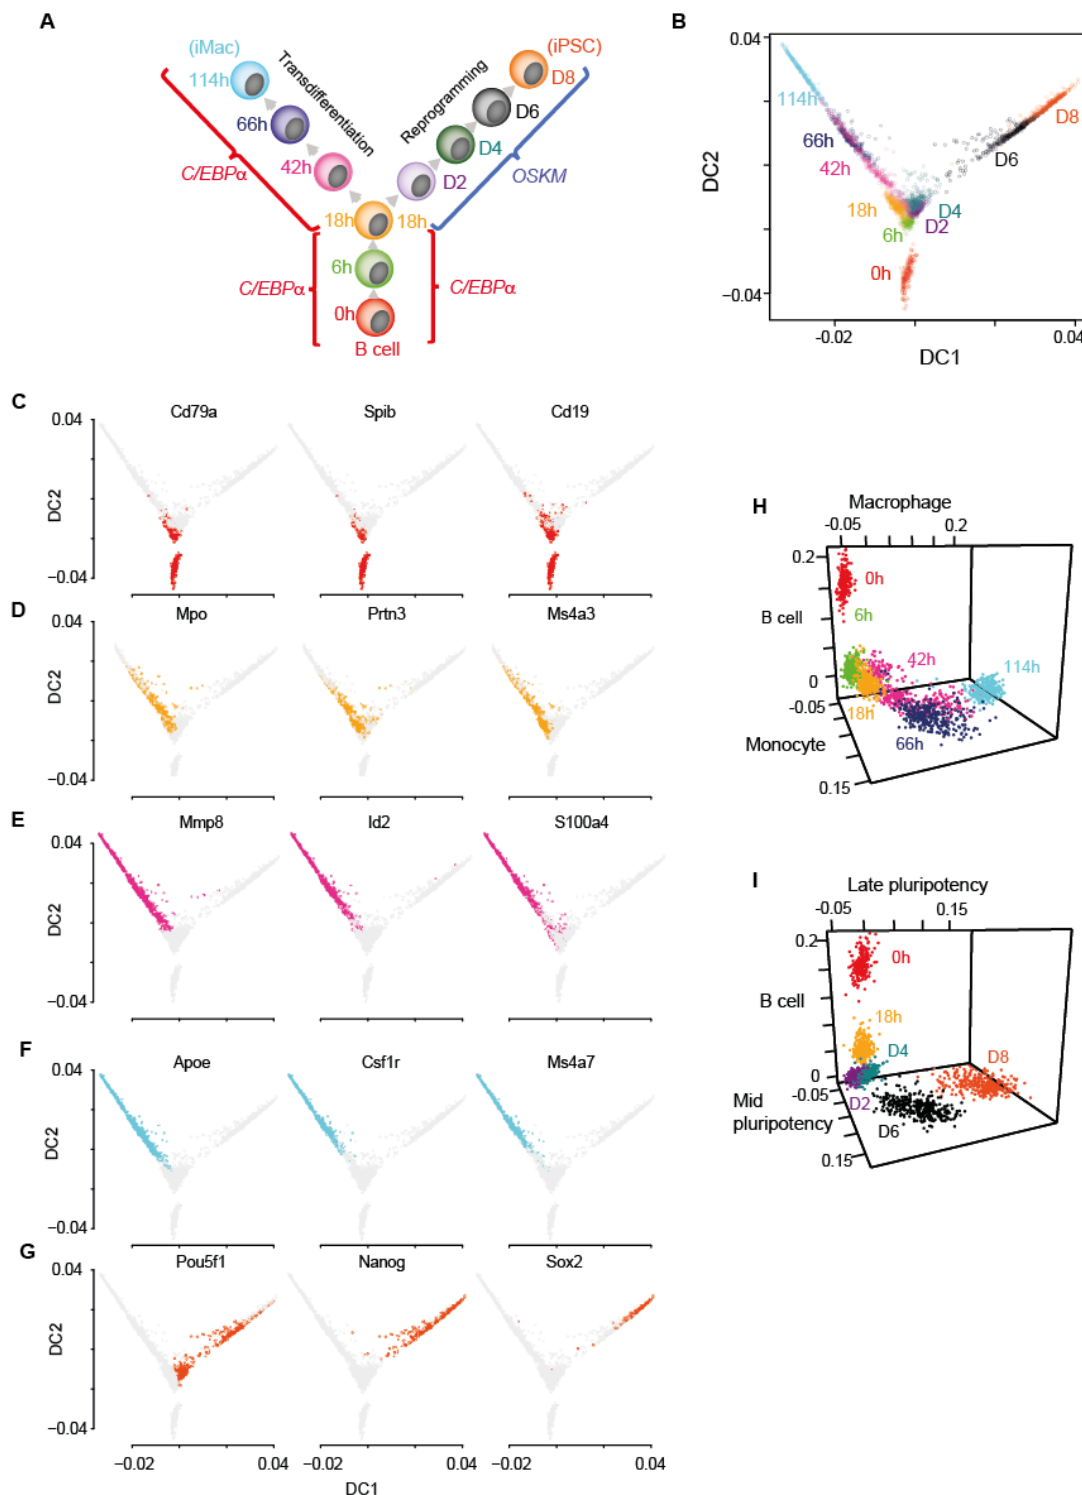 A
(iMac)
114h
66h
42h
Transdifferentiation
Reprogramming
(iPSC)
D8
D6
D4
D2
C/EBPα
OSKM
18h
18h
6h
C/EBPα
C/EBPα
0h
B cell
B
0.04
DC2
−0.04
114h
66h
42h
18h
6h
0h
D8
D6
D4
D2
−0.02
0.04
DC1
C
Cd79a
Spib
Cd19
0.04
DC2
−0.04
D
Mpo
Prtn3
Ms4a3
0.04
DC2
−0.04
E
Mmp8
Id2
S100a4
0.04
DC2
−0.04
F
Apoe
Csf1r
Ms4a7
0.04
DC2
−0.04
G
Pou5f1
Nanog
Sox2
0.04
DC2
−0.04
−0.02
0.04
−0.02
0.04
DC1
H
Macrophage
-0.05
0.2
0.2
B cell
0
-0.05
Monocyte
0.15
0h
6h
42h
114h
18h
66h
I
Late pluripotency
-0.05
0.15
0.2
B cell
0
-0.05
Mid
pluripotency
0.15
0h
18h
D4
D8
D2
D6